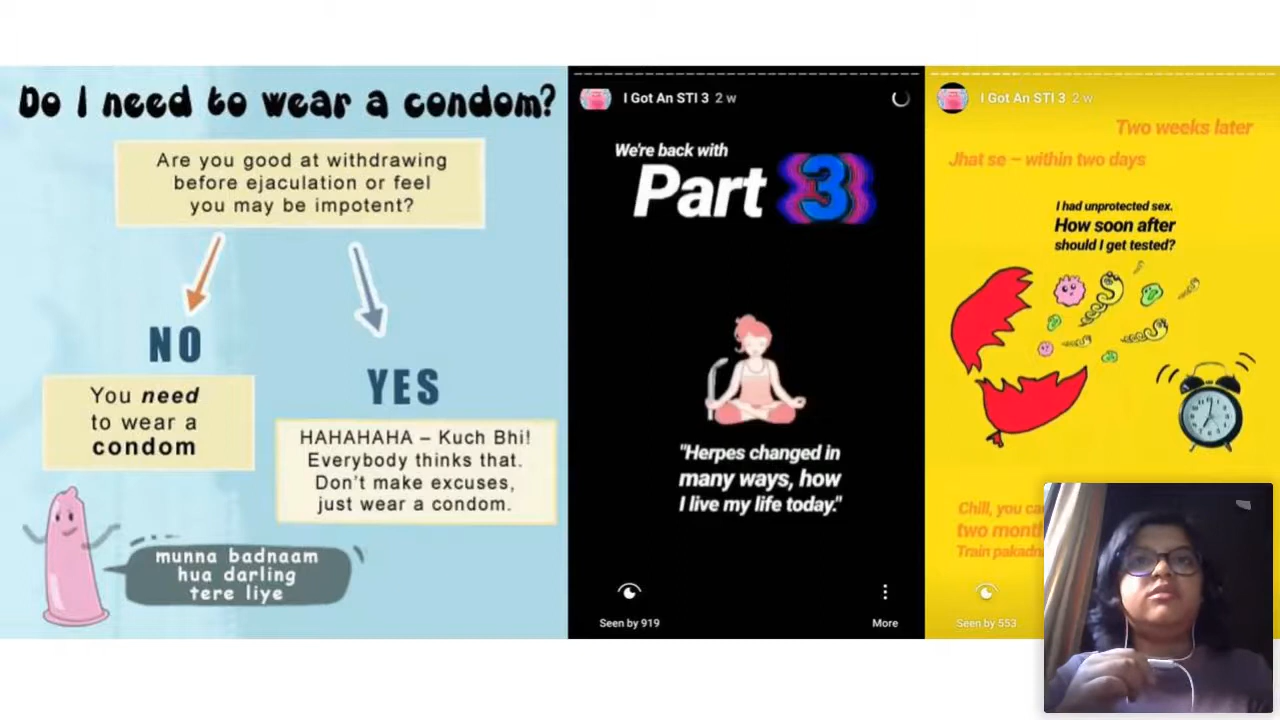 Do I need to wear a condom?
Are you good at withdrawing
before ejaculation or feel
you may be impotent?
NO
You need
to wear a
condom
YES
HAHAHAHA – Kuch Bhi!
Everybody thinks that.
Don't make excuses,
just wear a condom.
munna badnaam
hua darling
tere liye
I Got An STI 3 2 w
We're back with
Part 3
"Herpes changed in
many ways, how
I live my life today."
Seen by 919
More
I Got An STI 3 2 w
Two weeks later
Jhat se – within two days
I had unprotected sex.
How soon after
should I get tested?
Chill, you
two
Train
Seen by 553